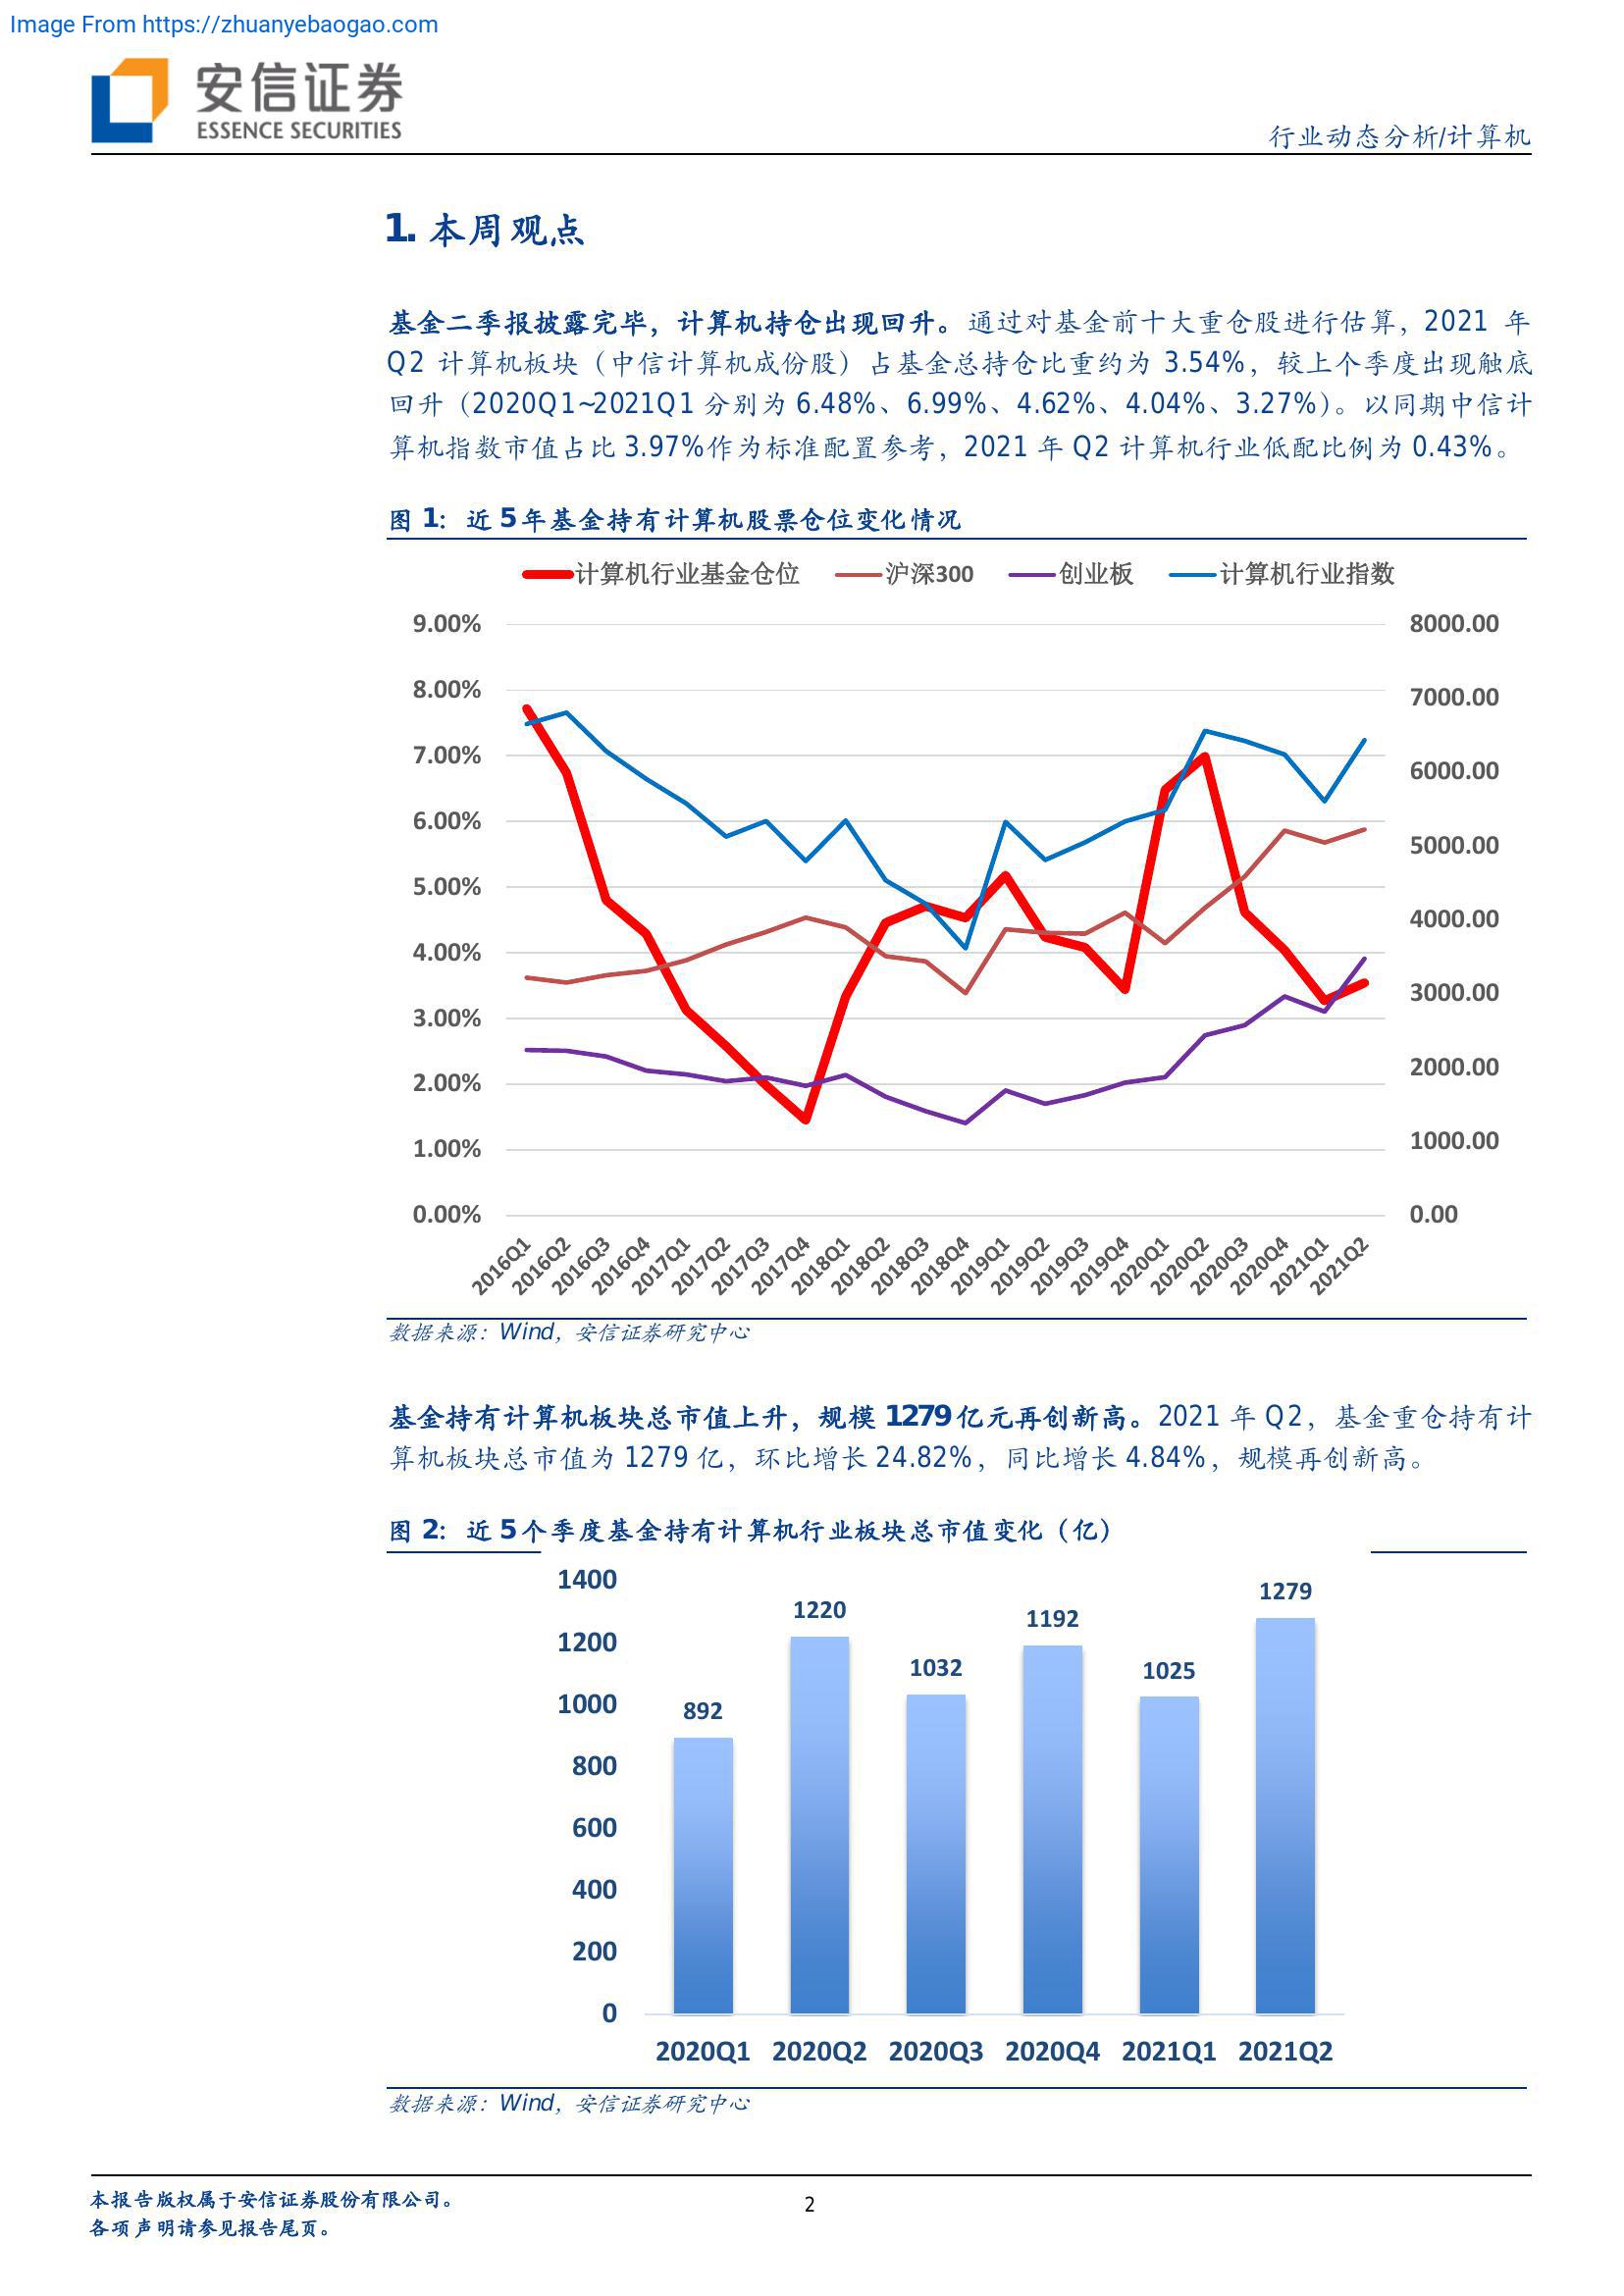 Image From https://zhuanyebaogao.com
安信证券
ESSENCE SECURITIES
行业动态分析/计算机
1. 本周观点
基金二季报披露完毕，计算机持仓出现回升。通过对基金前十大重仓股进行估算，2021 年
Q2 计算机板块（中信计算机成份股）占基金总持仓比重约为 3.54%，较上个季度出现触底
回升（2020Q1~2021Q1 分别为 6.48%、6.99%、4.62%、4.04%、3.27%）。以同期中信计
算机指数市值占比 3.97%作为标准配置参考，2021 年 Q2 计算机行业低配比例为 0.43%。
图 1：近 5 年基金持有计算机股票仓位变化情况
计算机行业基金仓位 沪深300 创业板 计算机行业指数
9.00% 8000.00
8.00% 7000.00
7.00% 6000.00
6.00% 5000.00
5.00% 4000.00
4.00% 3000.00
3.00% 2000.00
2.00% 1000.00
1.00%
0.00% 0.00
2016Q1 2016Q2 2016Q3 2016Q4 2017Q1 2017Q2 2017Q3 2017Q4 2018Q1 2018Q2 2018Q3 2018Q4 2019Q1 2019Q2 2019Q3 2019Q4 2020Q1 2020Q2 2020Q3 2020Q4 2021Q1 2021Q2
数据来源：Wind，安信证券研究中心
基金持有计算机板块总市值上升，规模 1279 亿元再创新高。2021 年 Q2，基金重仓持有计
算机板块总市值为 1279 亿，环比增长 24.82%，同比增长 4.84%，规模再创新高。
图 2：近 5 个季度基金持有计算机行业板块总市值变化（亿）
1400
1200
1000
800
600
400
200
0
892 1220 1032 1192 1025 1279
2020Q1 2020Q2 2020Q3 2020Q4 2021Q1 2021Q2
数据来源：Wind，安信证券研究中心
本报告版权属于安信证券股份有限公司。
2
各项声明请参见报告尾页。